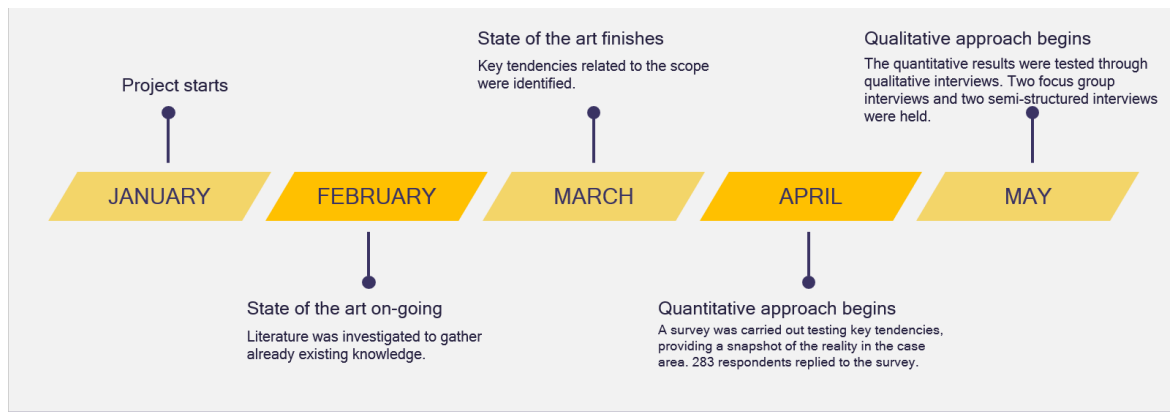 Project starts
State of the art finishes
Key tendencies related to the scope
were identified.
Qualitative approach begins
The quantitative results were tested through
qualitative interviews. Two focus group
interviews and two semi-structured interviews
were held.
JANUARY
FEBRUARY
MARCH
APRIL
MAY
State of the art on-going
Literature was investigated to gather
already existing knowledge.
Quantitative approach begins
A survey was carried out testing key tendencies,
providing a snapshot of the reality in the case
area. 283 respondents replied to the survey.